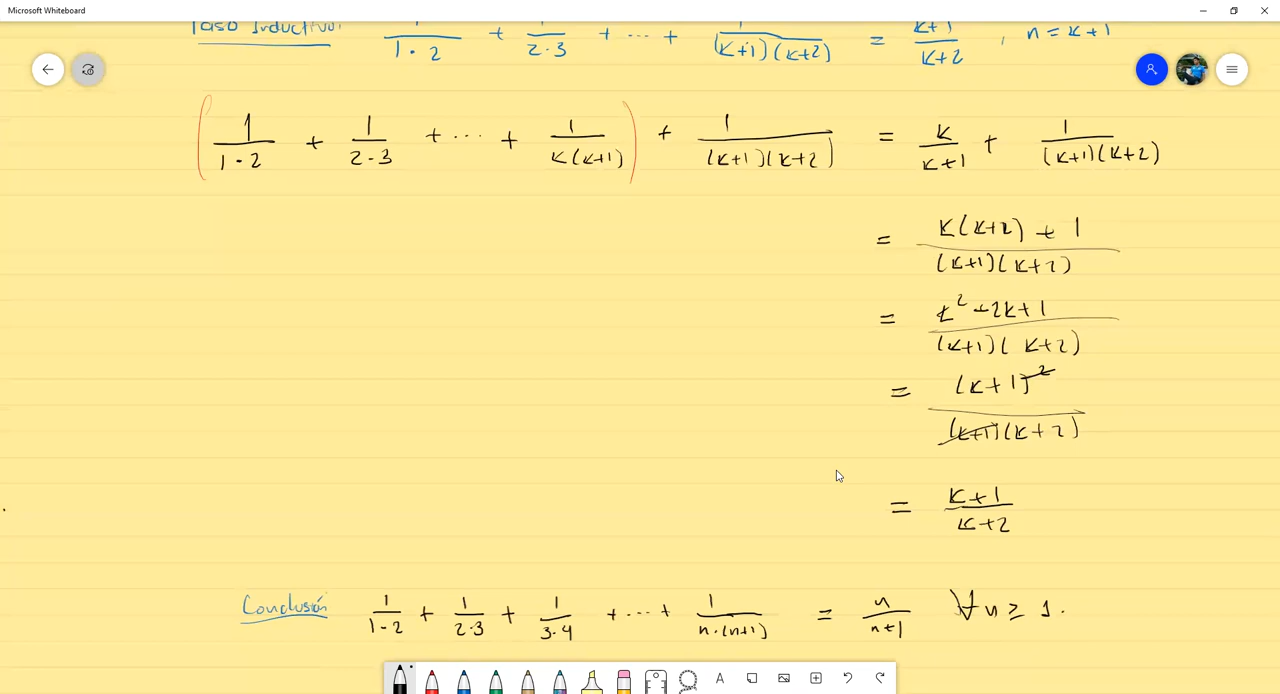 Microsoft Whiteboard
Paso Inductivo: 1/(1·2) + 1/(2·3) + ... + 1/((k+1)(k+2)) = (k+1)/(k+2), n = k+1
(1/(1·2) + 1/(2·3) + ... + 1/(k(k+1))) + 1/((k+1)(k+2)) = k/(k+1) + 1/((k+1)(k+2))
= (k(k+2) + 1)/((k+1)(k+2))
= (k² + 2k + 1)/((k+1)(k+2))
= (k+1)²/((k+1)(k+2))
= (k+1)/(k+2)
Conclusión 1/(1·2) + 1/(2·3) + 1/(3·4) + ... + 1/(n·(n+1)) = n/(n+1) ∀n ≥ 1.
A